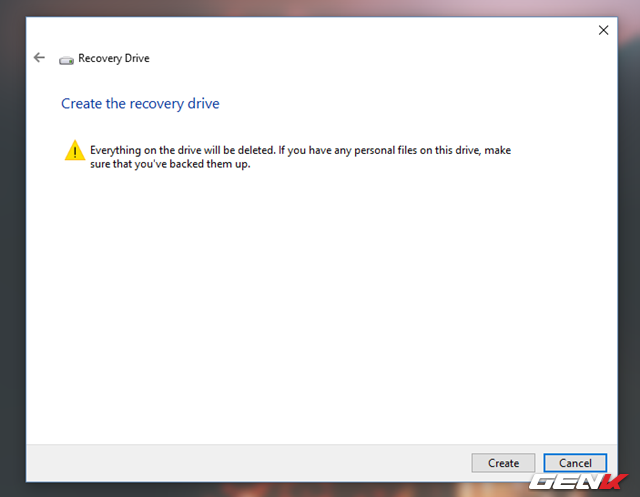 Recovery Drive
Create the recovery drive
Everything on the drive will be deleted. If you have any personal files on this drive, make
sure that you've backed them up.
Create
Cancel
GENK